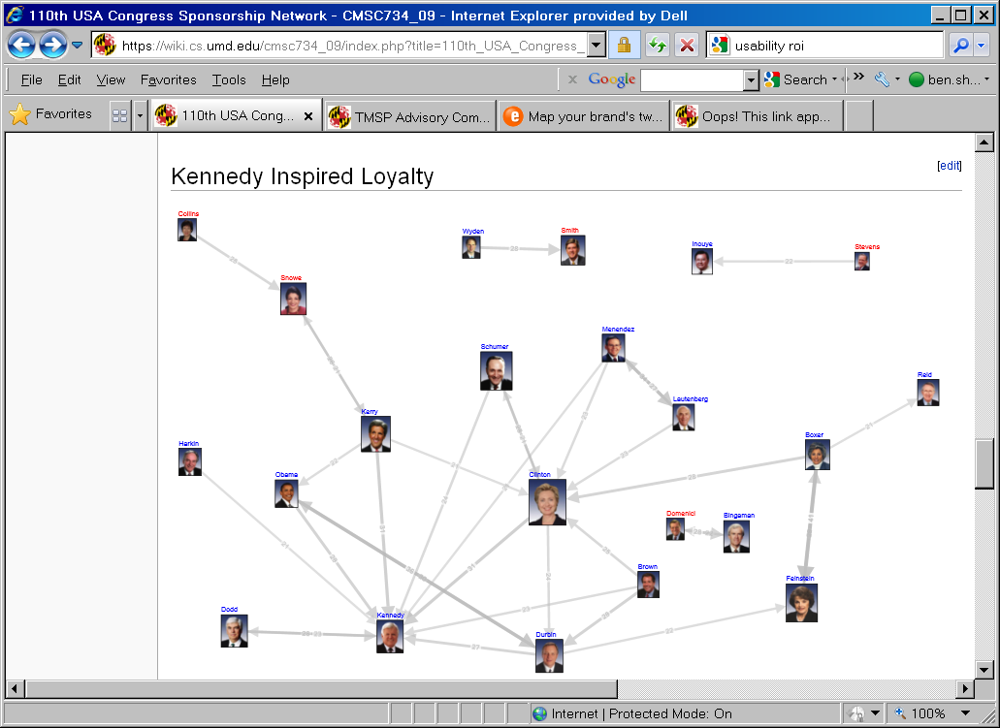 110th USA Congress Sponsorship Network - CMSC734_09 - Internet Explorer provided by Dell
https://wiki.cs.umd.edu/cmsc734_09/index.php?title=110th_USA_Congress_
usability roi
File Edit View Favorites Tools Help
Google
Search
ben.sh...
Favorites
110th USA Cong...
TMSP Advisory Com...
Map your brand's tw...
Oops! This link app...
Kennedy Inspired Loyalty
[edit]
Collins
Wyden
Smith
Inouye
Stevens
Snowe
Schumer
Menendez
Reid
Lautenberg
Kerry
Boxer
Harkin
Obama
Clinton
Domenici
Bingaman
Brown
Feinstein
Dodd
Kennedy
Durbin
Internet | Protected Mode: On
100%